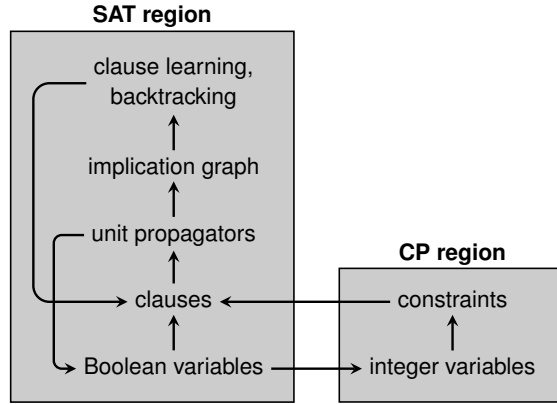 SAT region
clause learning,
backtracking
implication graph
unit propagators
CP region
clauses
constraints
Boolean variables
integer variables